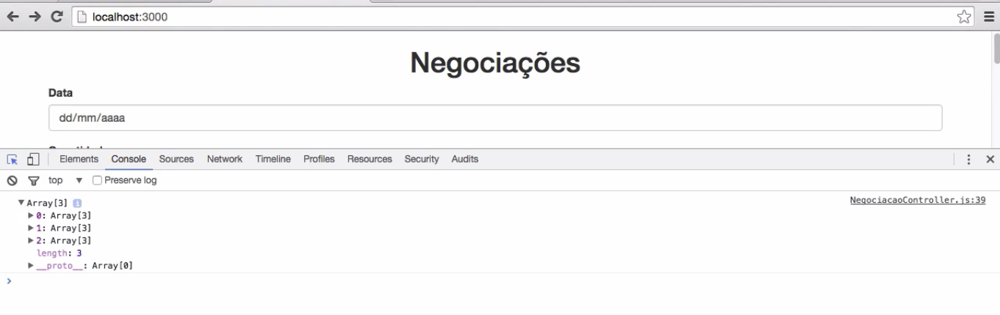 localhost:3000
Negociações
Data
dd/mm/aaaa
Elements Console Sources Network Timeline Profiles Resources Security Audits
top Preserve log
Array[3] NegociacaoController.js:39
0: Array[3]
1: Array[3]
2: Array[3]
length: 3
__proto__: Array[0]